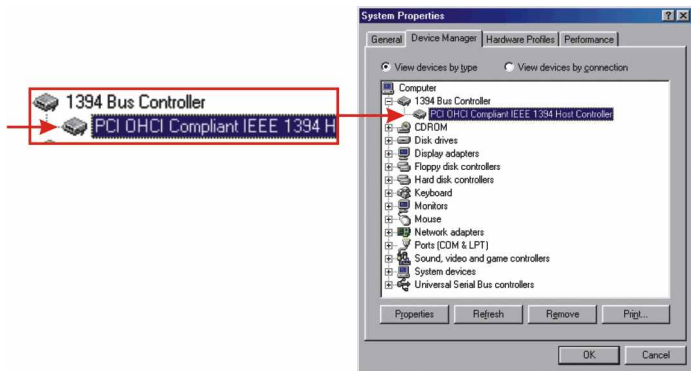 1394 Bus Controller
PCI OHCI Compliant IEEE 1394 H
System Properties
General Device Manager Hardware Profiles Performance
View devices by type View devices by connection
Computer
1394 Bus Controller
PCI OHCI Compliant IEEE 1394 Host Controller
CDROM
Disk drives
Display adapters
Floppy disk controllers
Hard disk controllers
Keyboard
Monitors
Mouse
Network adapters
Ports (COM & LPT)
Sound, video and game controllers
System devices
Universal Serial Bus controllers
Properties Refresh Remove Print...
OK Cancel